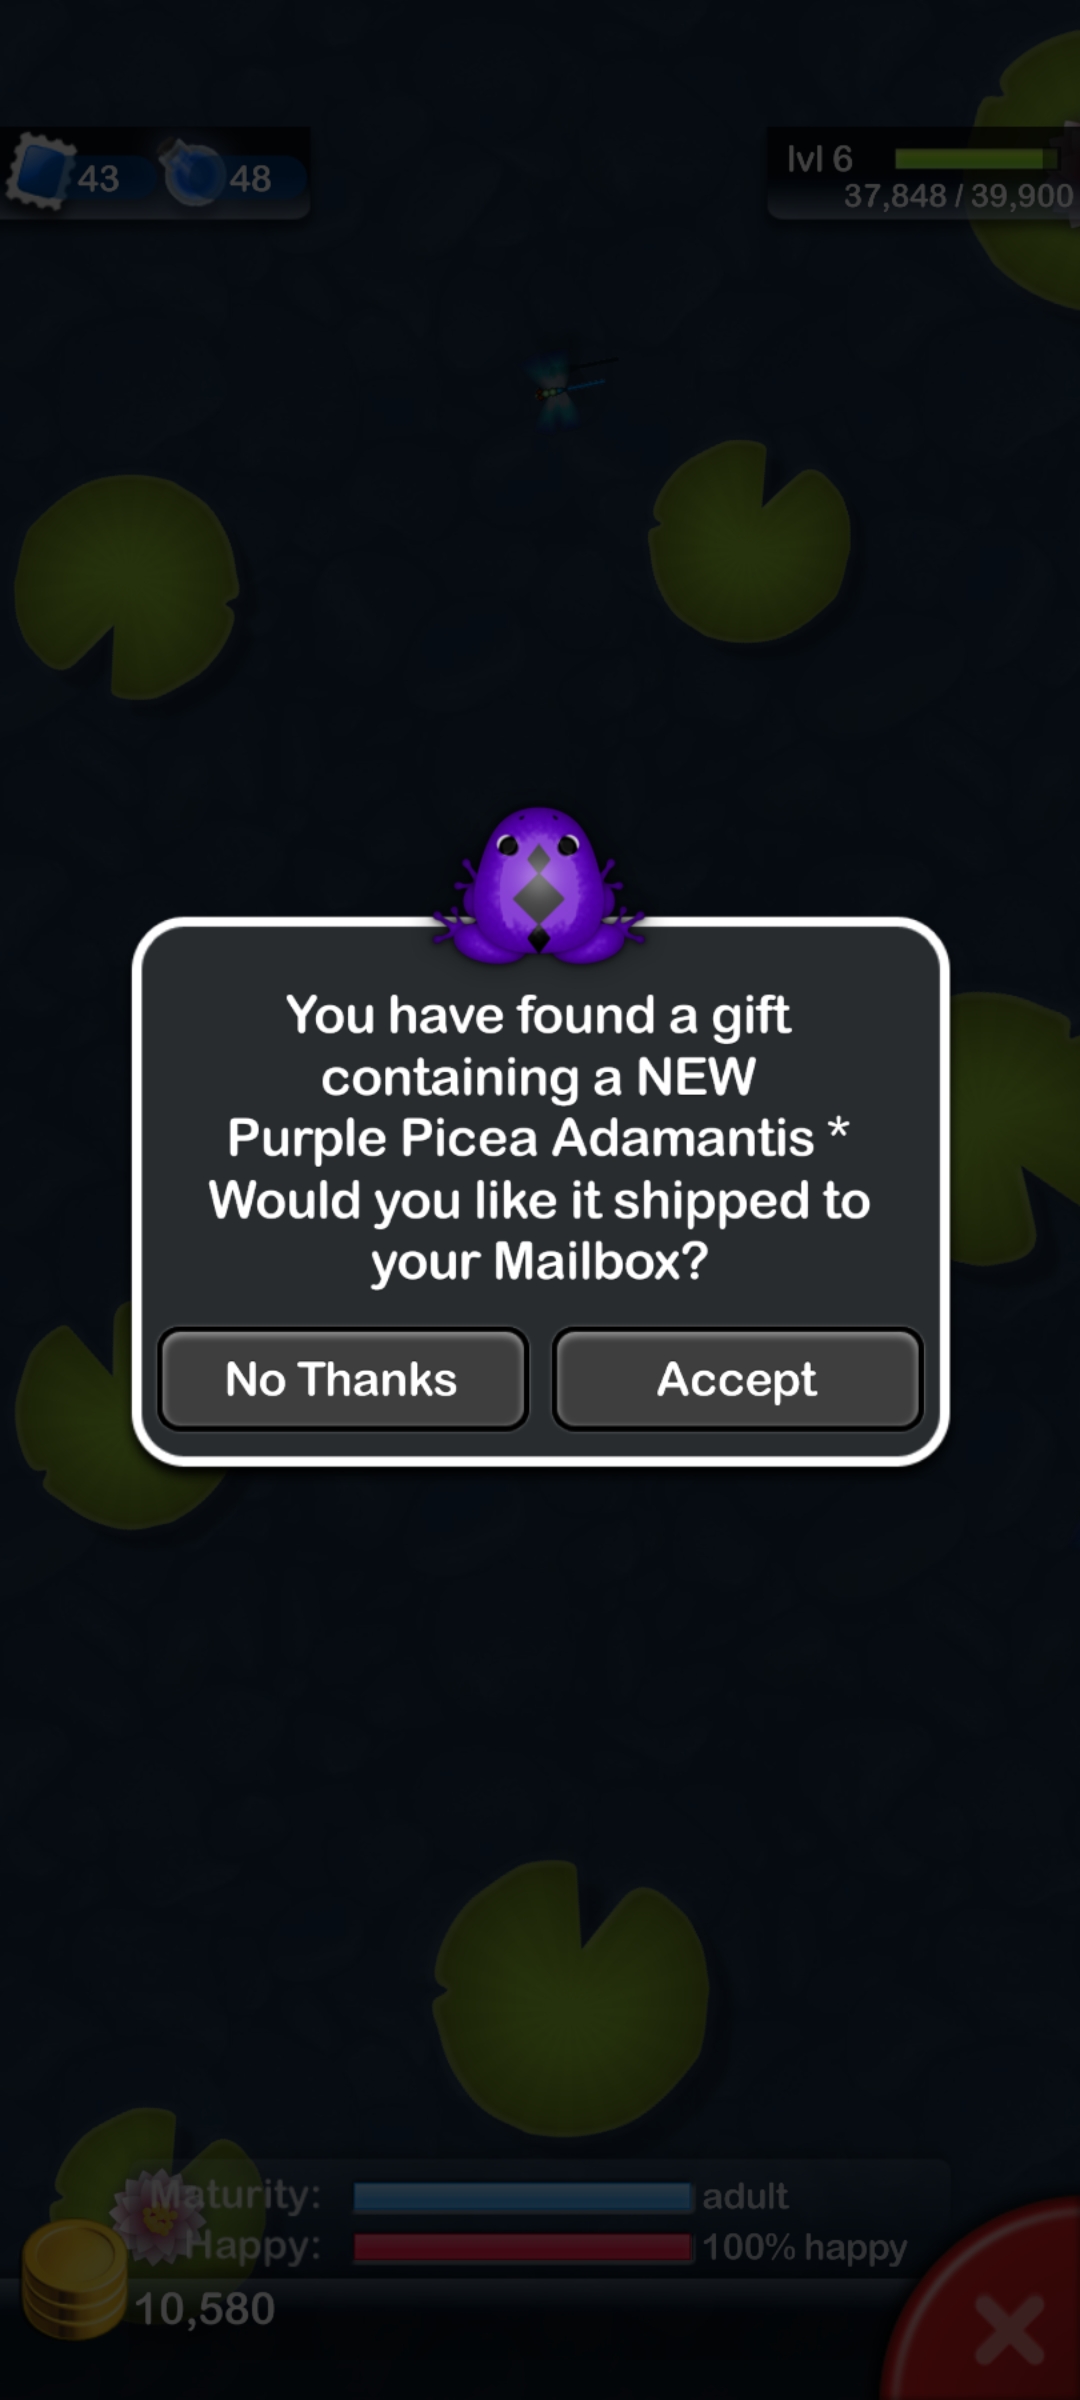 43
48
lvl 6
37,848 / 39,900
You have found a gift
containing a NEW
Purple Picea Adamantis *
Would you like it shipped to
your Mailbox?
No Thanks
Accept
Maturity:
adult
Happy:
100% happy
10,580